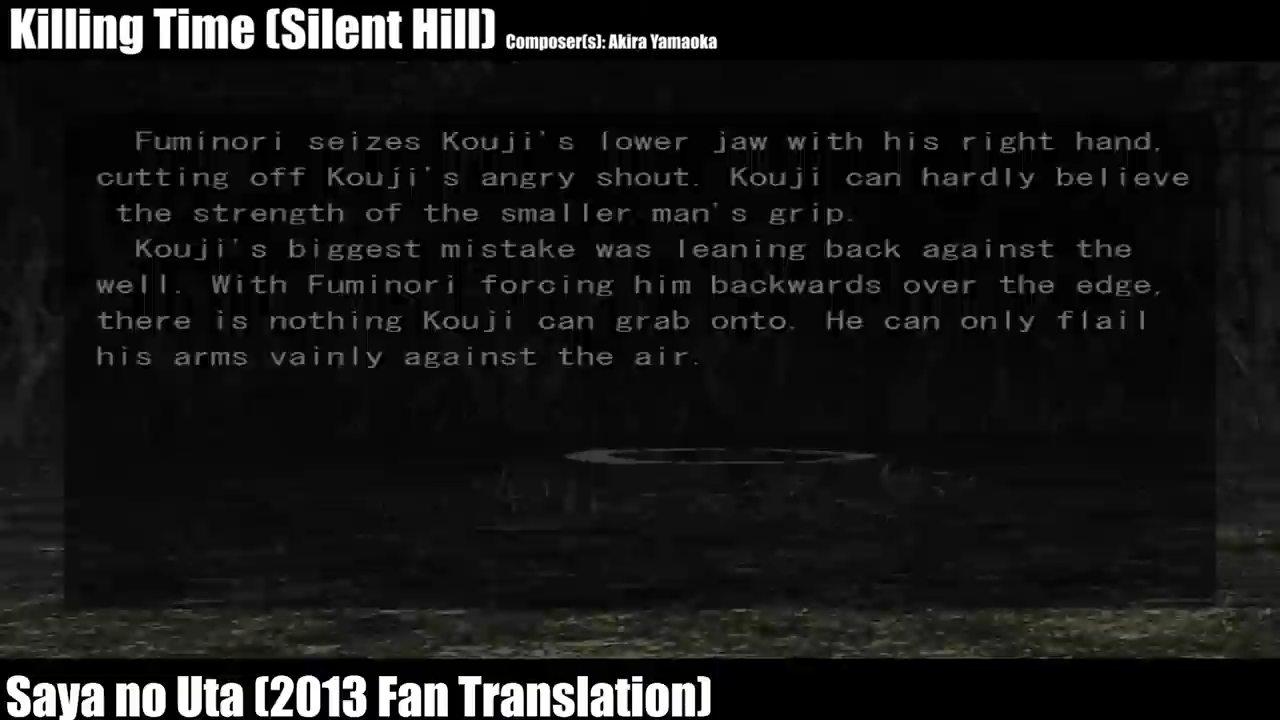 Killing Time (Silent Hill) Composer(s): Akira Yamaoka
Fuminori seizes Kouji's lower jaw with his right hand,
cutting off Kouji's angry shout. Kouji can hardly believe
the strength of the smaller man's grip.
Kouji's biggest mistake was leaning back against the
well. With Fuminori forcing him backwards over the edge,
there is nothing Kouji can grab onto. He can only flail
his arms vainly against the air.
Saya no Uta (2013 Fan Translation)